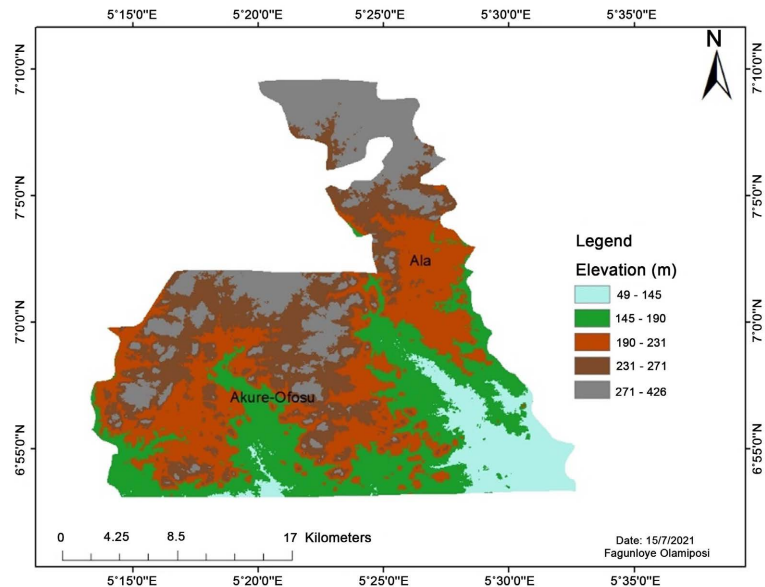 5°15'0"E 5°20'0"E 5°25'0"E 5°30'0"E 5°35'0"E
N
7°10'0"N 7°10'0"N
7°5'0"N 7°5'0"N
Ala
Legend
Elevation (m)
49 - 145
145 - 190
190 - 231
231 - 271
271 - 426
7°0'0"N 7°0'0"N
Akure-Ofosu
6°55'0"N 6°55'0"N
0 4.25 8.5 17 Kilometers
Date: 15/7/2021
Fagunloye Olamiposi
5°15'0"E 5°20'0"E 5°25'0"E 5°30'0"E 5°35'0"E